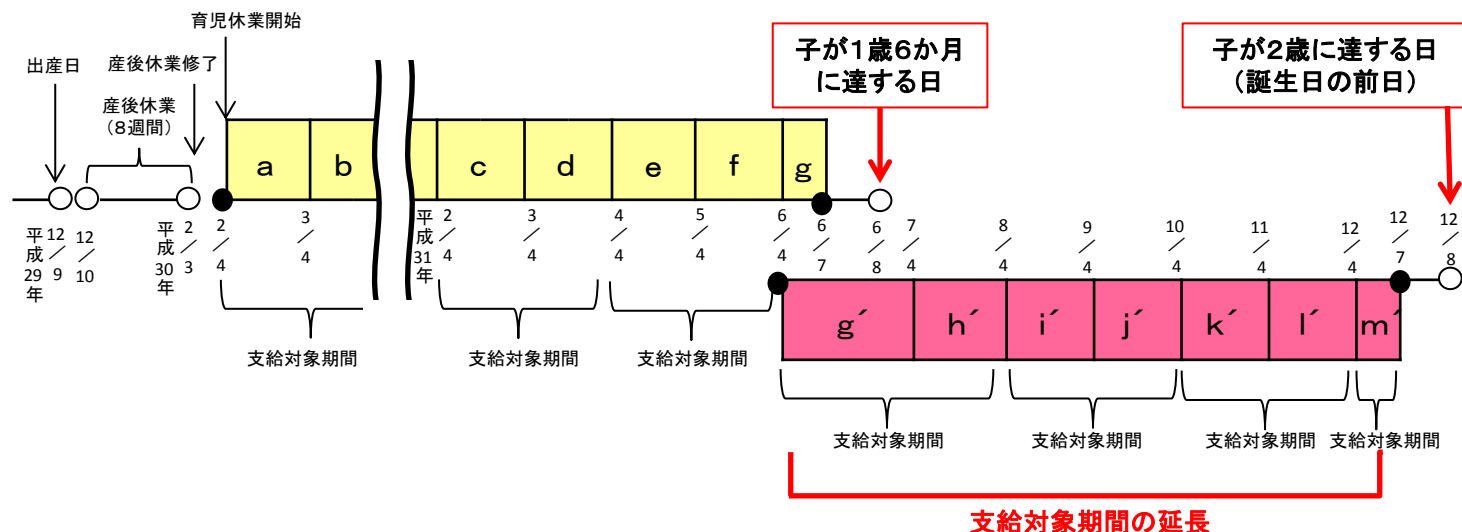 育児休業開始
出産日
産後休業修了
産後休業
(8週間)
子が1歳6か月
に達する日
子が2歳に達する日
(誕生日の前日)
a
b
c
d
e
f
g
平成29年
12/9
12/10
平成30年
2/3
2/4
3/4
平成31年
2/4
3/4
4/4
5/4
6/4
6/7
6/8
7/4
8/4
9/4
10/4
11/4
12/4
12/7
12/8
g´
h´
i´
j´
k´
l´
m´
支給対象期間
支給対象期間
支給対象期間
支給対象期間
支給対象期間
支給対象期間
支給対象期間
支給対象期間の延長